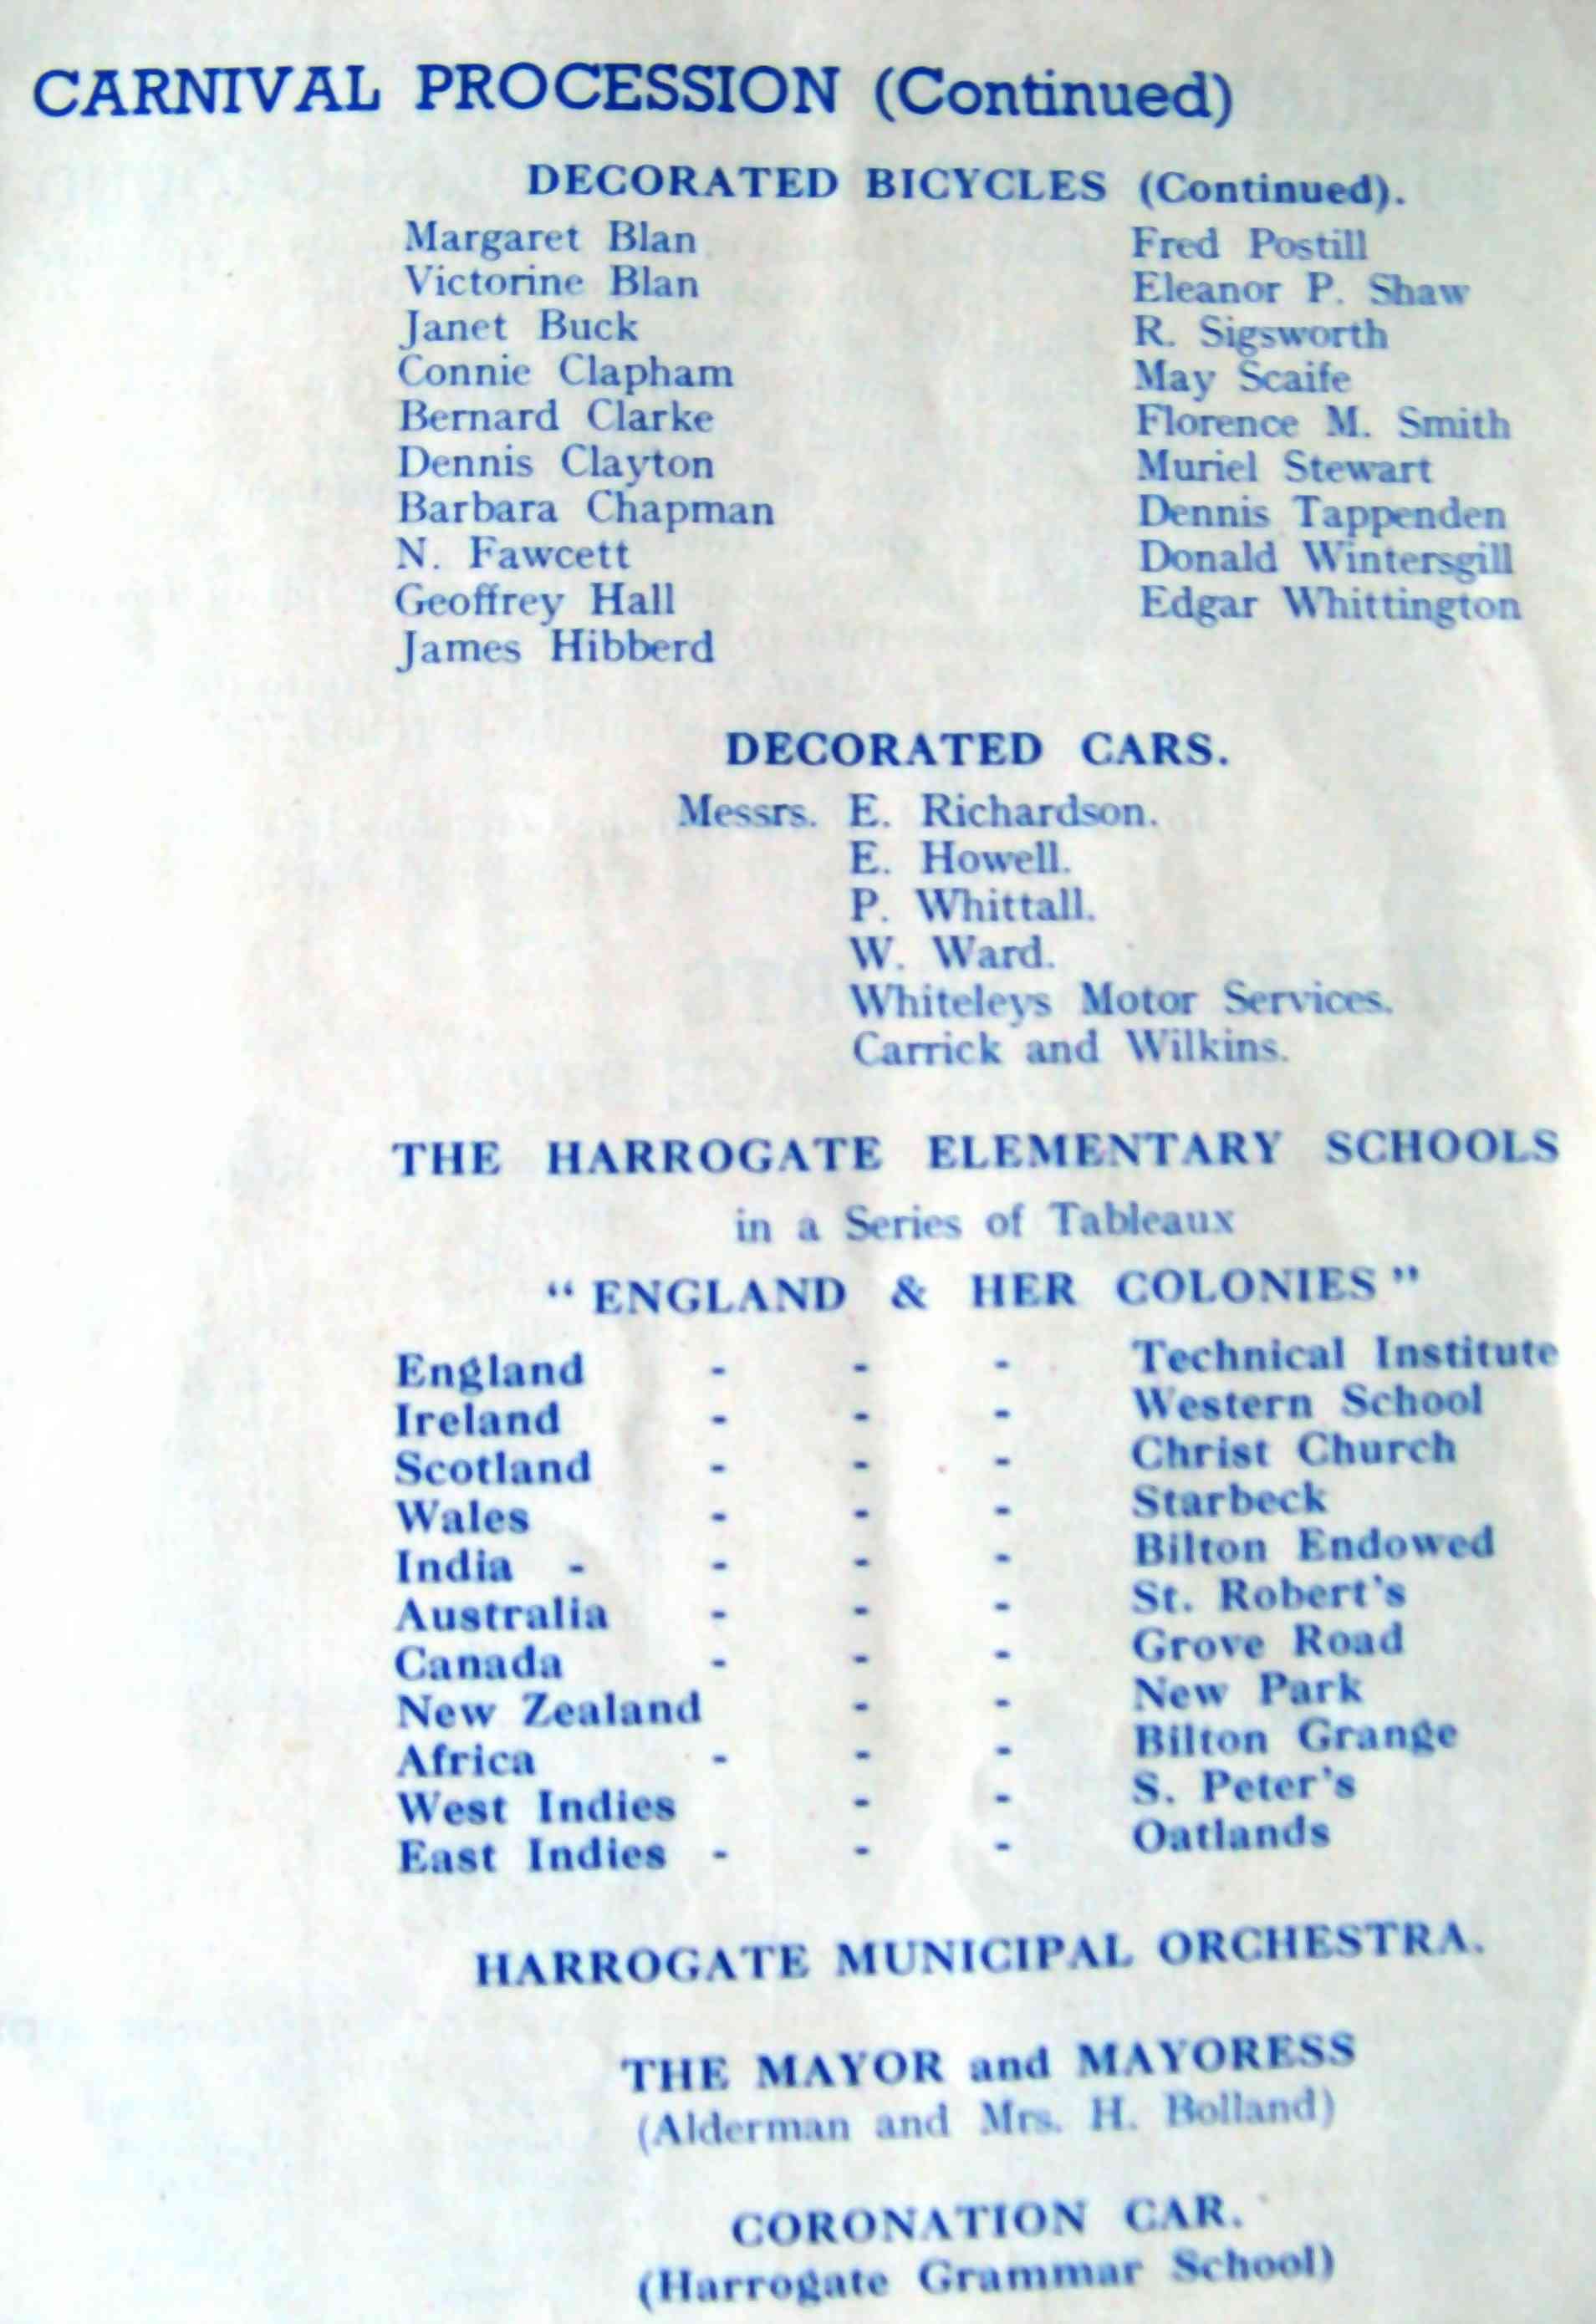 CARNIVAL PROCESSION (Continued)
DECORATED BICYCLES (Continued).
Margaret Blan
Victorine Blan
Janet Buck
Connie Clapham
Bernard Clarke
Dennis Clayton
Barbara Chapman
N. Fawcett
Geoffrey Hall
James Hibberd
Fred Postill
Eleanor P. Shaw
R. Sigsworth
May Scaife
Florence M. Smith
Muriel Stewart
Dennis Tappenden
Donald Wintersgill
Edgar Whittington
DECORATED CARS.
Messrs. E. Richardson.
E. Howell.
P. Whittall.
W. Ward.
Whiteleys Motor Services.
Carrick and Wilkins.
THE HARROGATE ELEMENTARY SCHOOLS
in a Series of Tableaux
" ENGLAND & HER COLONIES "
England - - - Technical Institute
Ireland - - - Western School
Scotland - - - Christ Church
Wales - - - Starbeck
India - - - - Bilton Endowed
Australia - - - St. Robert's
Canada - - - Grove Road
New Zealand - - New Park
Africa - - - Bilton Grange
West Indies - - S. Peter's
East Indies - - - Oatlands
HARROGATE MUNICIPAL ORCHESTRA.
THE MAYOR and MAYORESS
(Alderman and Mrs. H. Bolland)
CORONATION CAR.
(Harrogate Grammar School)